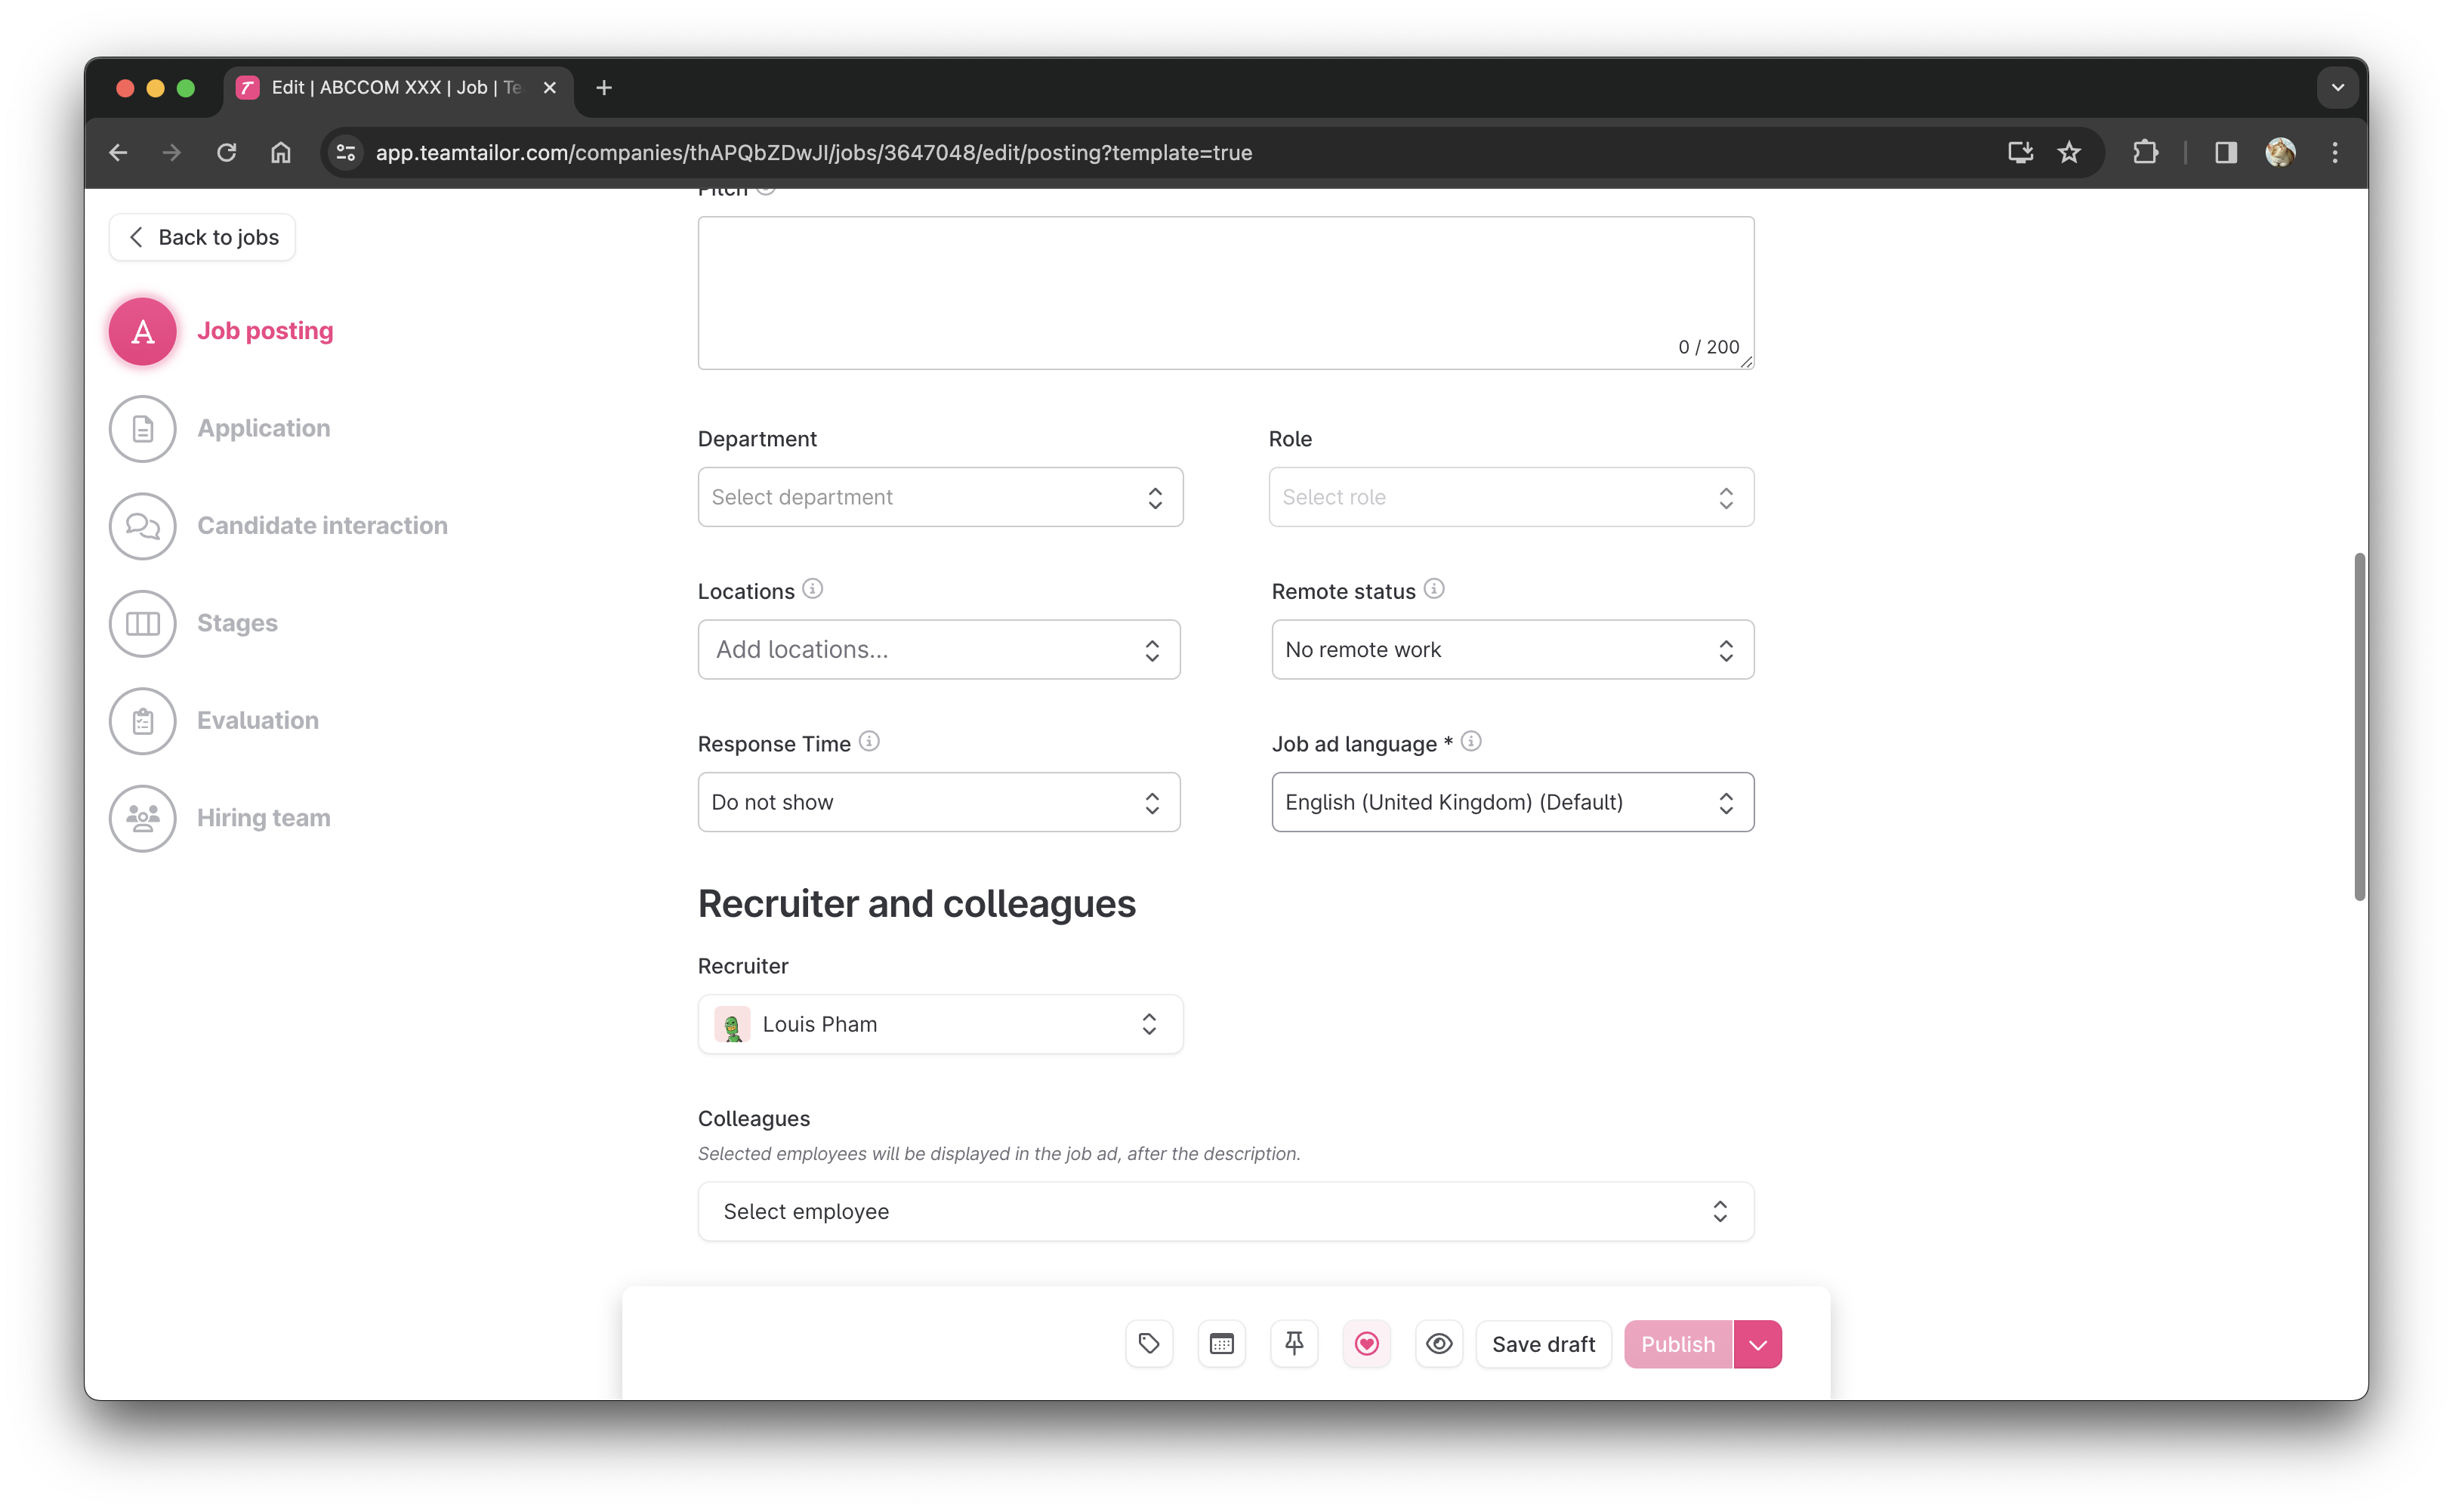 Edit | ABCCOM XXX | Job | Te
app.teamtailor.com/companies/thAPQbZDwJI/jobs/3647048/edit/posting?template=true
Back to jobs
Pitch
0 / 200
Job posting
Application
Candidate interaction
Stages
Evaluation
Hiring team
Department
Role
Select department
Select role
Locations
Remote status
Add locations...
No remote work
Response Time
Job ad language *
Do not show
English (United Kingdom) (Default)
Recruiter and colleagues
Recruiter
Louis Pham
Colleagues
Selected employees will be displayed in the job ad, after the description.
Select employee
Save draft
Publish